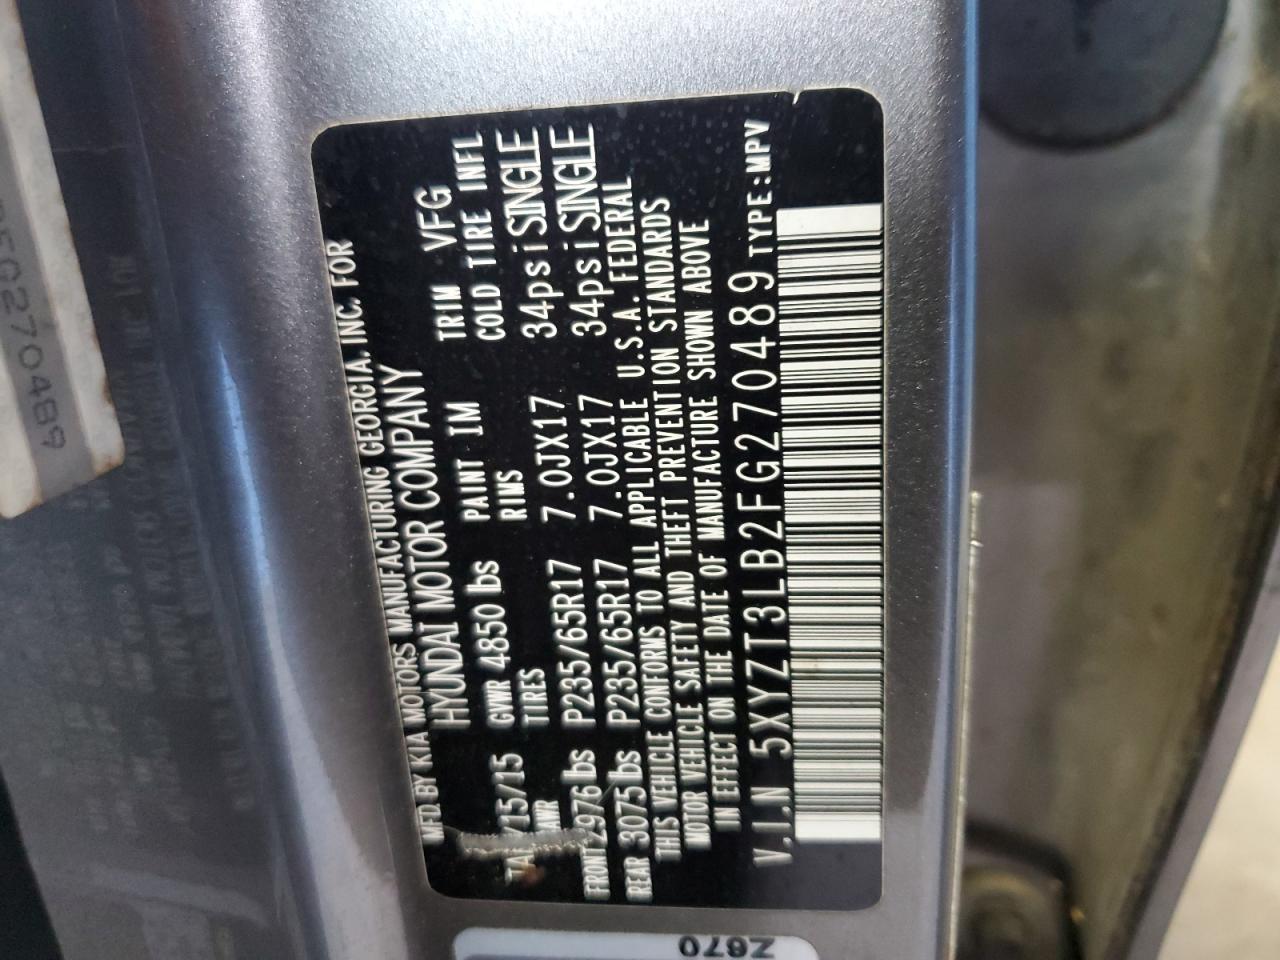 MFD BY KIA MOTORS MANUFACTURING GEORGIA, INC. FOR
HYUNDAI MOTOR COMPANY
/15/15 GVWR 4850 lbs PAINT IM TRIM VFG
TIRES RIMS COLD TIRE INFL
FRONT 2976 lbs P235/65R17 7.0JX17 34psi SINGLE
REAR 3075 lbs P235/65R17 7.0JX17 34psi SINGLE
THIS VEHICLE CONFORMS TO ALL APPLICABLE U.S.A. FEDERAL
MOTOR VEHICLE SAFETY AND THEFT PREVENTION STANDARDS
IN EFFECT ON THE DATE OF MANUFACTURE SHOWN ABOVE
V.I.N 5XYZT3LB2FG270489 TYPE:MPV
G270489
Z670